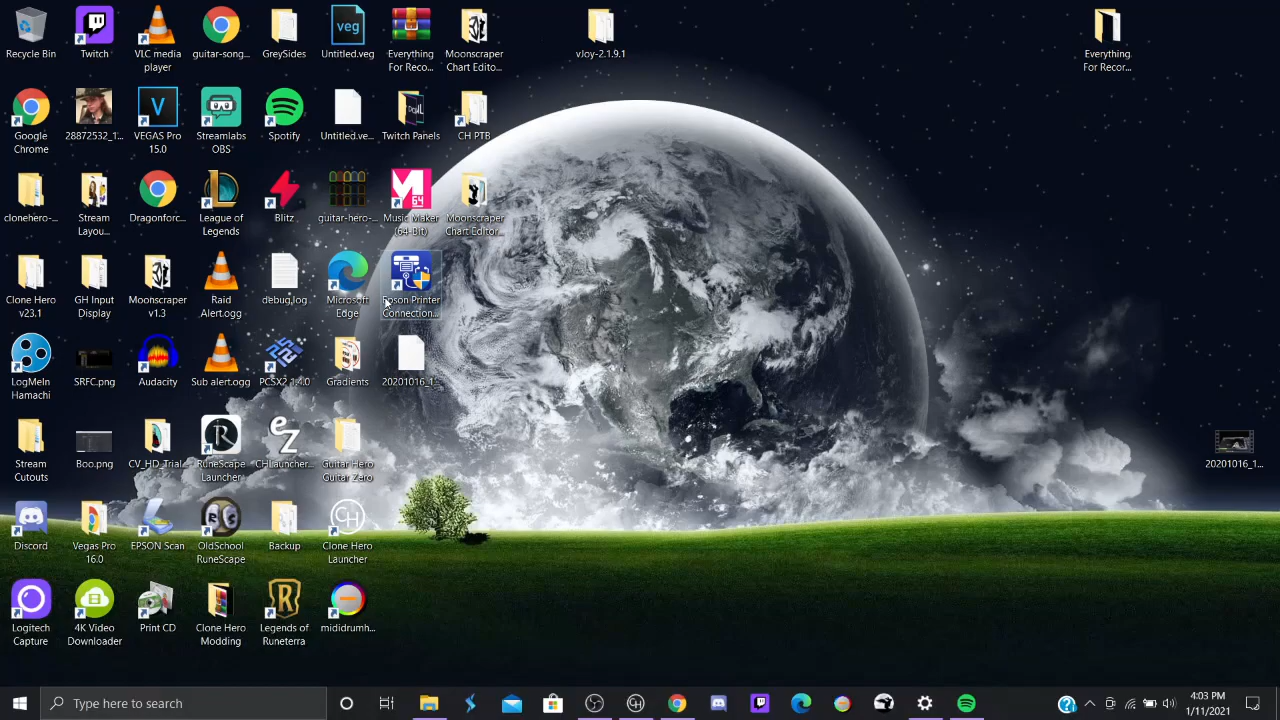 Recycle Bin
Twitch
VLC media
player
guitar-song...
GreySides
Untitled.veg
Everything
For Reco...
Moonscraper
Chart Edito...
vJoy-2.1.9.1
Everything
For Recor...
Google
Chrome
28872532_1...
VEGAS Pro
15.0
Streamlabs
OBS
Spotify
Untitled.ve...
Twitch Panels
CH PTB
clonehero-...
Stream
Layou...
Dragonforc...
League of
Legends
Blitz
guitar-hero-...
Music Maker
(64-Bit)
Moonscraper
Chart Editor...
Clone Hero
v23.1
GH Input
Display
Moonscraper
v1.3
Raid
Alert.ogg
debug.log
Microsoft
Edge
Epson Printer
Connection...
LogMeIn
Hamachi
SRFC.png
Audacity
Sub alert.ogg
PCSX2 1.4.0
Gradients
20201016_1...
Stream
Cutouts
Boo.png
CV_HD_Trial...
RuneScape
Launcher
CHLauncher...
Guitar Hero
Guitar Zero
20201016_1...
Discord
Vegas Pro
16.0
EPSON Scan
OldSchool
RuneScape
Backup
Clone Hero
Launcher
Logitech
Capture
4K Video
Downloader
Print CD
Clone Hero
Modding
Legends of
Runeterra
mididrumh...
Type here to search
4:03 PM
1/11/2021